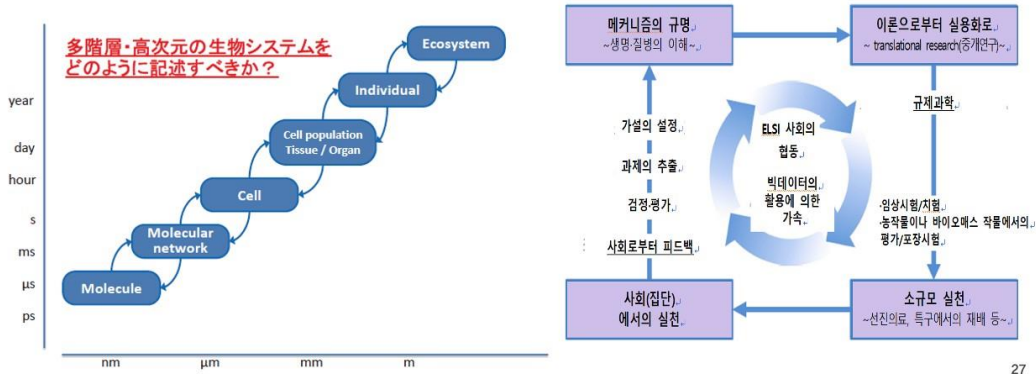 多階層・高次元の生物システムを
どのように記述すべきか？
Ecosystem
Individual
Cell population
Tissue / Organ
Cell
Molecular
network
Molecule
year
day
hour
s
ms
µs
ps
nm
µm
mm
m
메커니즘의 규명
~생명·질병의 이해~
이론으로부터 실용화로
~ translational research(중개연구)~
규제과학
가설의 설정
과제의 추출
검정·평가
사회로부터 피드백
ELSI 사회의
협동
빅데이터의
활용에 의한
가속
·임상시험/치험
·농작물이나 바이오매스 작물에서의
평가/포장시험
사회(집단)
에서의 실천
소규모 실천
~선진의료, 특구에서의 재배 등~
27